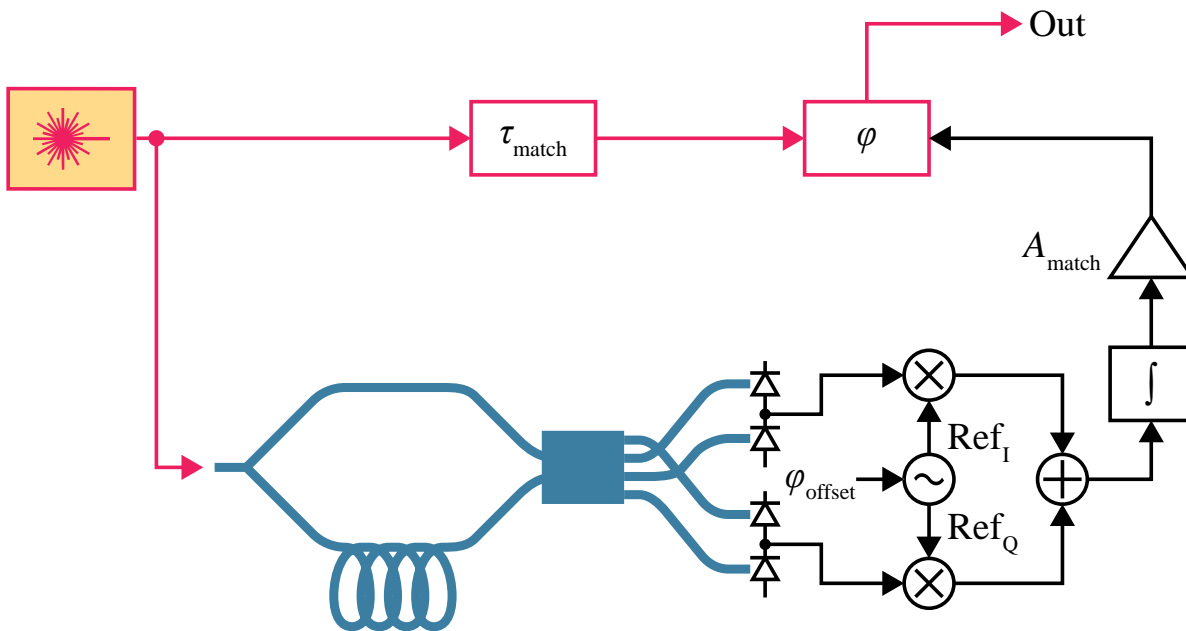 Out
τmatch
φ
Amatch
∫
RefI
φoffset
~
RefQ